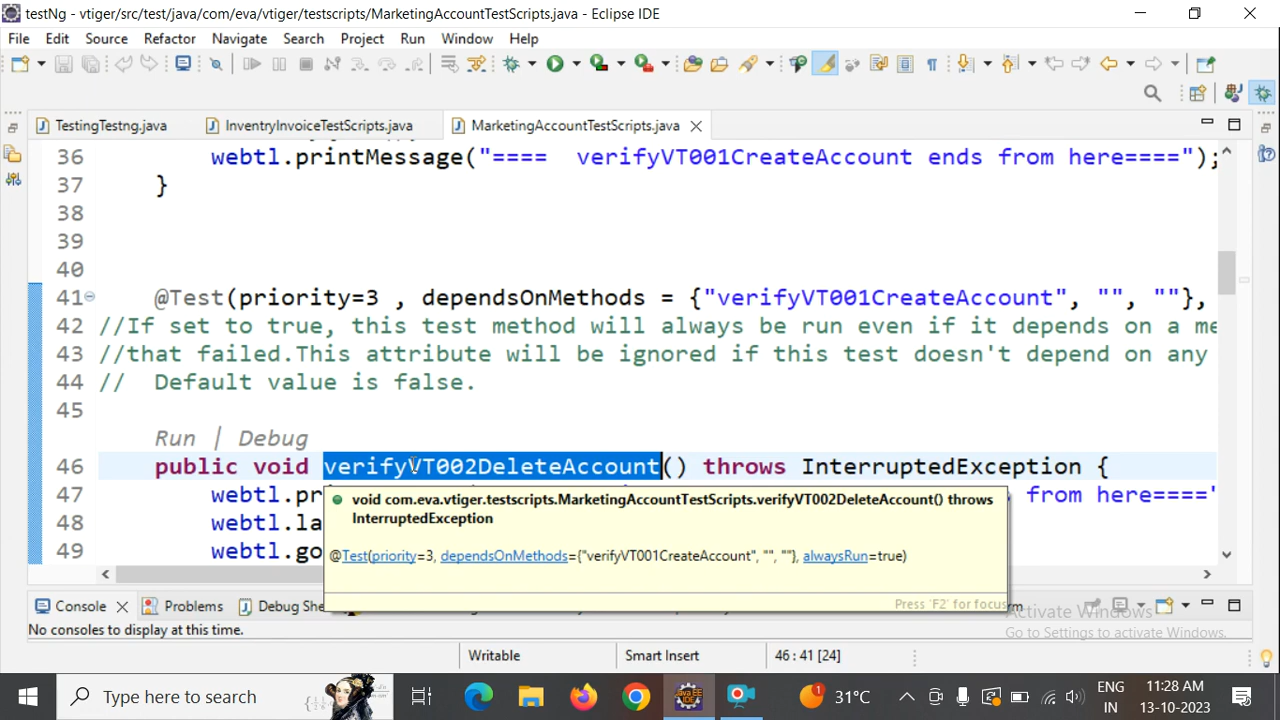 testNg - vtiger/src/test/java/com/eva/vtiger/testscripts/MarketingAccountTestScripts.java - Eclipse IDE
File Edit Source Refactor Navigate Search Project Run Window Help
TestingTestng.java InventryInvoiceTestScripts.java MarketingAccountTestScripts.java
36 webtl.printMessage("==== verifyVT001CreateAccount ends from here====");
37 }
38
39
40
41 @Test(priority=3 , dependsOnMethods = {"verifyVT001CreateAccount", "", ""},
42 //If set to true, this test method will always be run even if it depends on a me
43 //that failed.This attribute will be ignored if this test doesn't depend on any
44 // Default value is false.
45
Run | Debug
46 public void verifyVT002DeleteAccount() throws InterruptedException {
47 webtl.pr from here===="
48 webtl.la
49 webtl.go
void com.eva.vtiger.testscripts.MarketingAccountTestScripts.verifyVT002DeleteAccount() throws
InterruptedException
@Test(priority=3, dependsOnMethods={"verifyVT001CreateAccount", "", ""}, alwaysRun=true)
Press 'F2' for focus
Console Problems Debug She
No consoles to display at this time.
Activate Windows
Go to Settings to activate Windows.
Writable Smart Insert 46 : 41 [24]
Type here to search 1 31°C ENG 11:28 AM
IN 13-10-2023